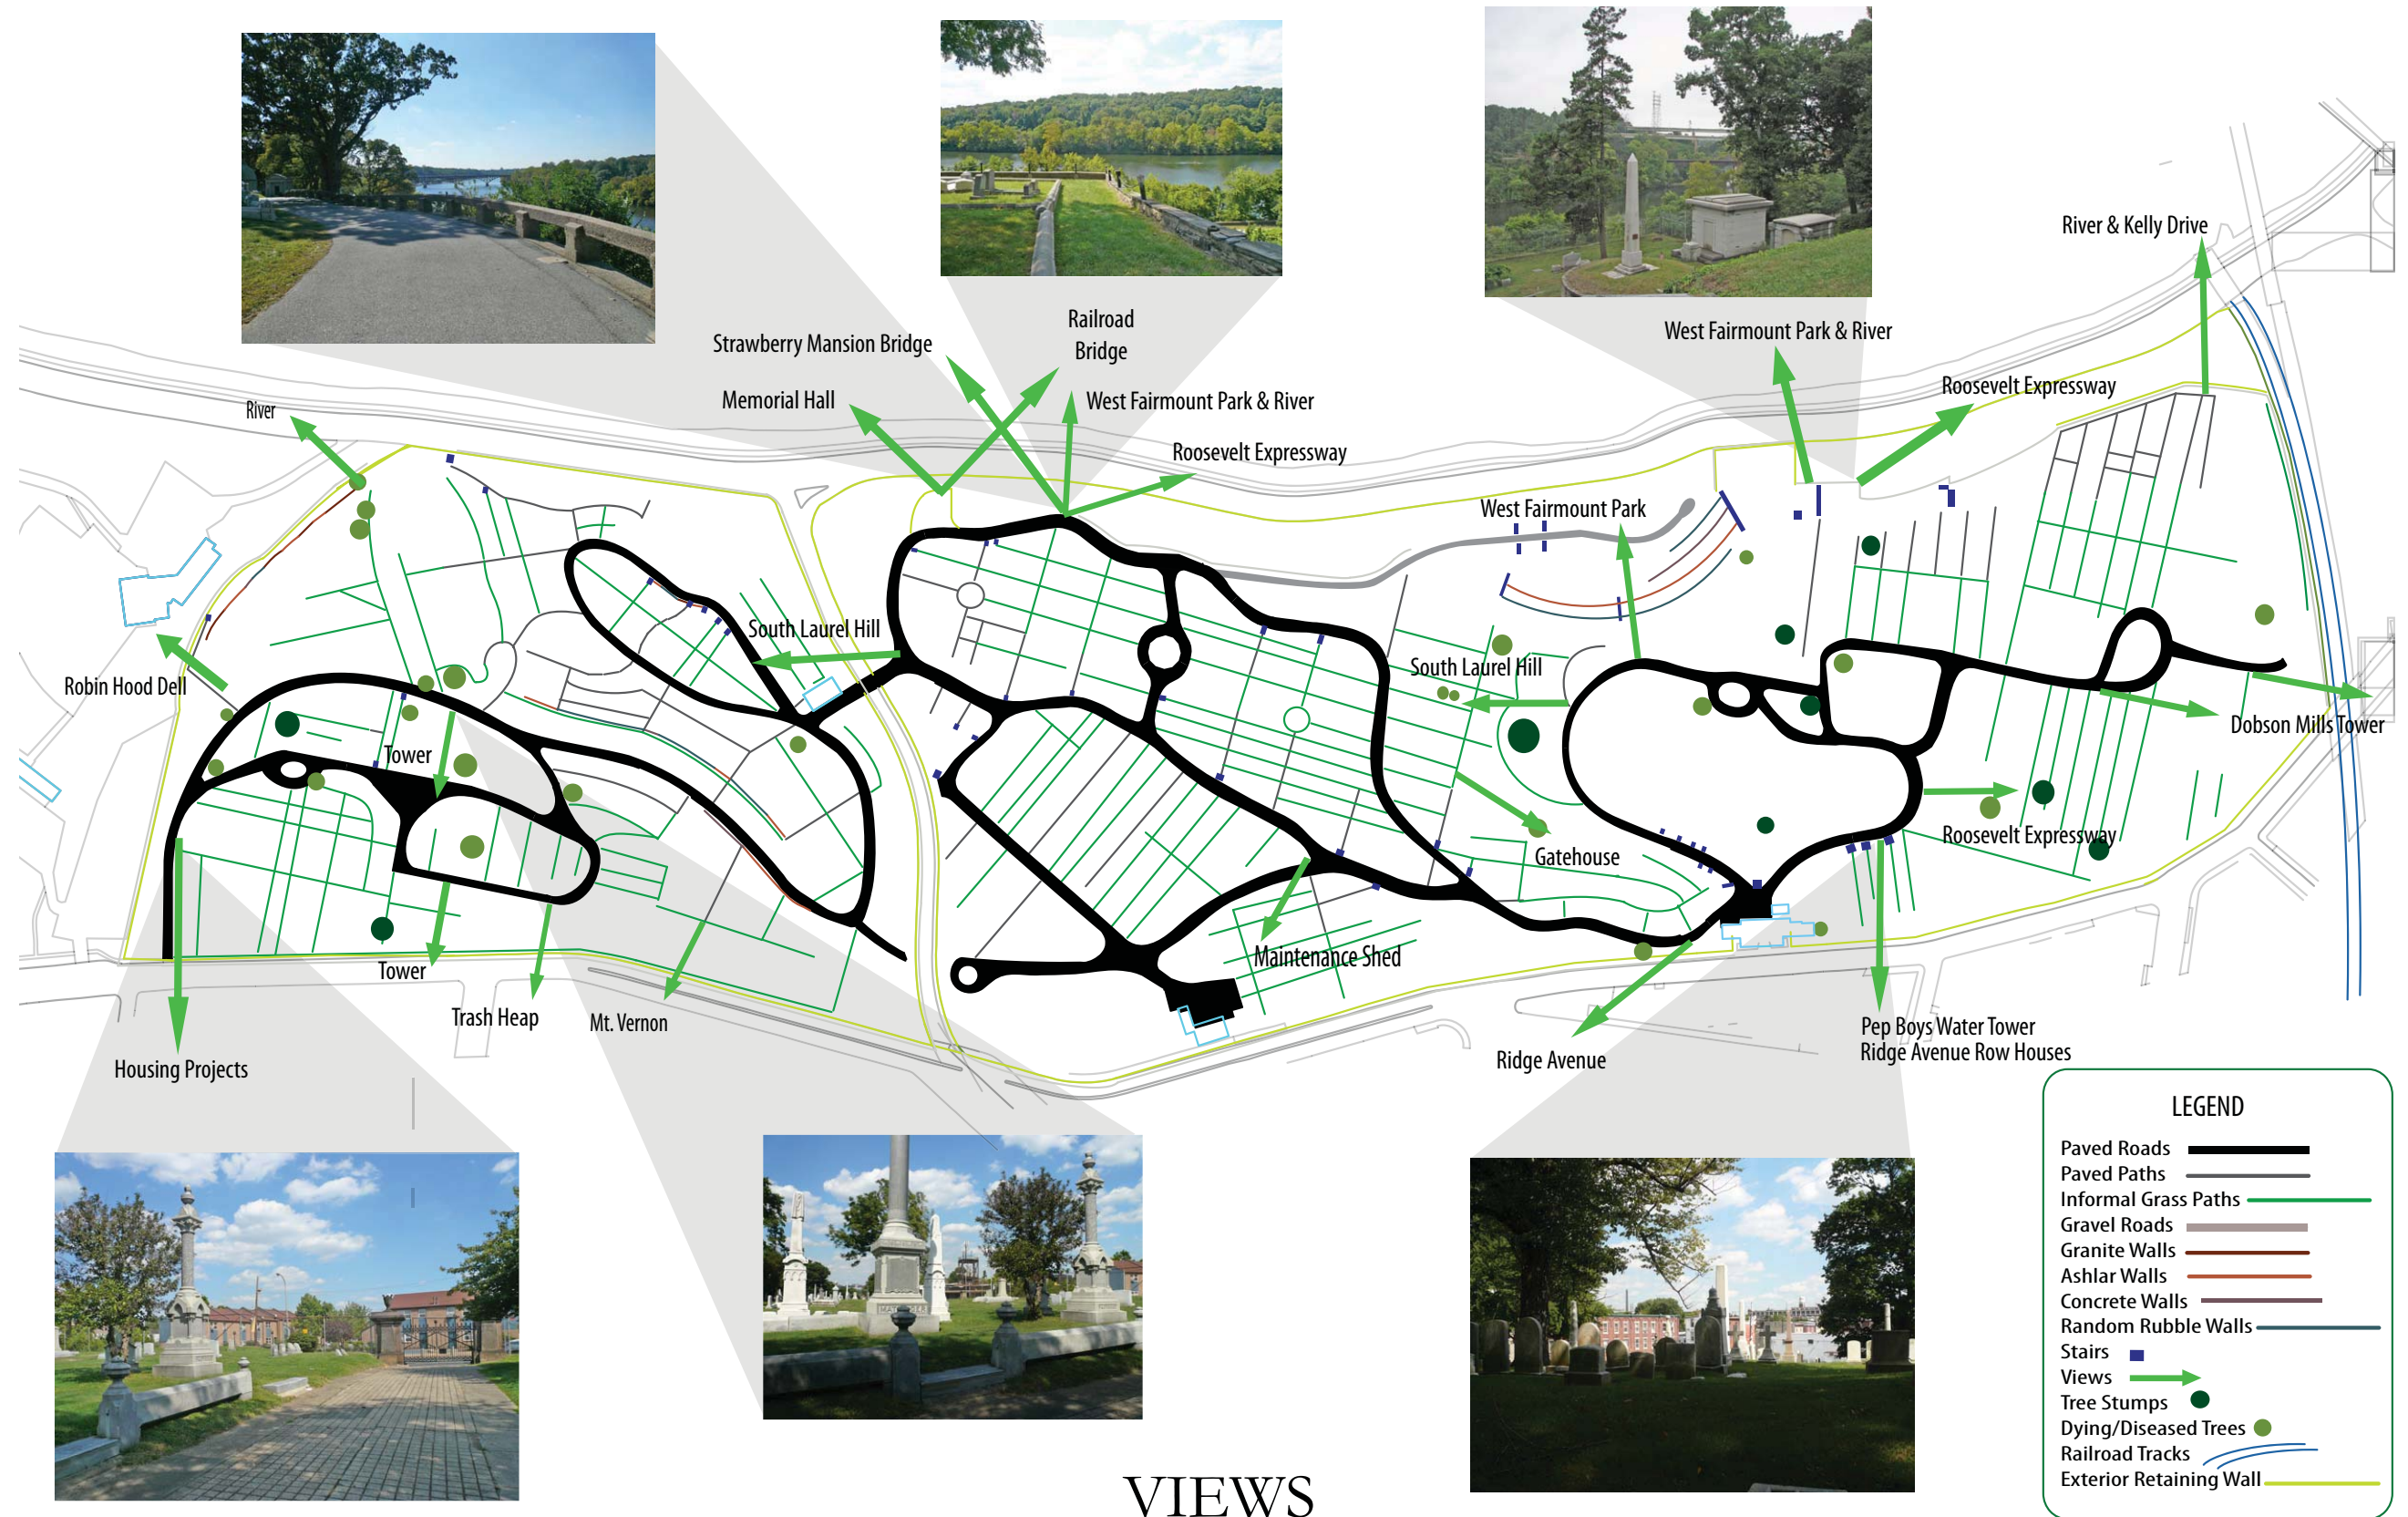 River & Kelly Drive
Railroad
Bridge
Strawberry Mansion Bridge
West Fairmount Park & River
Roosevelt Expressway
Memorial Hall
West Fairmount Park & River
River
Roosevelt Expressway
West Fairmount Park
South Laurel Hill
South Laurel Hill
Robin Hood Dell
Dobson Mills Tower
Tower
Roosevelt Expressway
Gatehouse
Maintenance Shed
Tower
Trash Heap
Mt. Vernon
Pep Boys Water Tower
Ridge Avenue Row Houses
Ridge Avenue
Housing Projects
LEGEND
Paved Roads
Paved Paths
Informal Grass Paths
Gravel Roads
Granite Walls
Ashlar Walls
Concrete Walls
Random Rubble Walls
Stairs
Views
Tree Stumps
Dying/Diseased Trees
Railroad Tracks
Exterior Retaining Wall
VIEWS